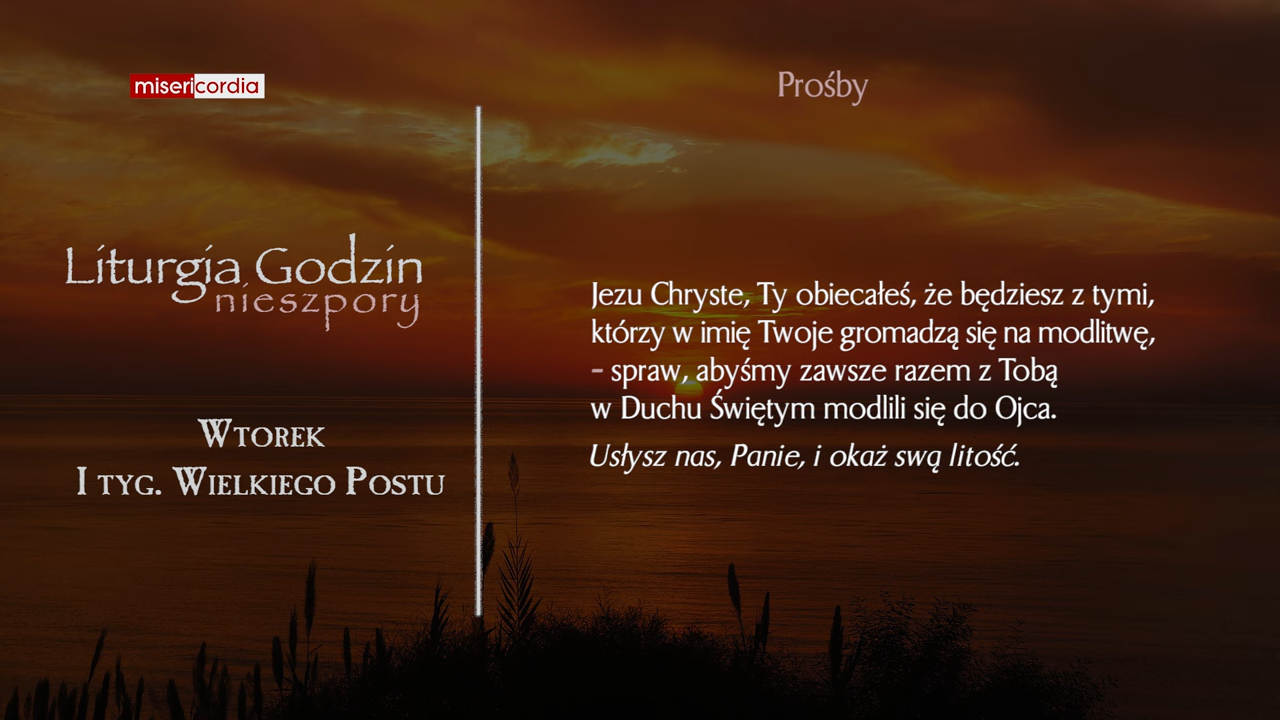 misericordia
Prośby
Liturgia Godzin
nieszpory
Wtorek
I tyg. Wielkiego Postu
Jezu Chryste, Ty obiecałeś, że będziesz z tymi,
którzy w imię Twoje gromadzą się na modlitwę,
- spraw, abyśmy zawsze razem z Tobą
w Duchu Świętym modlili się do Ojca.
Usłysz nas, Panie, i okaż swą litość.